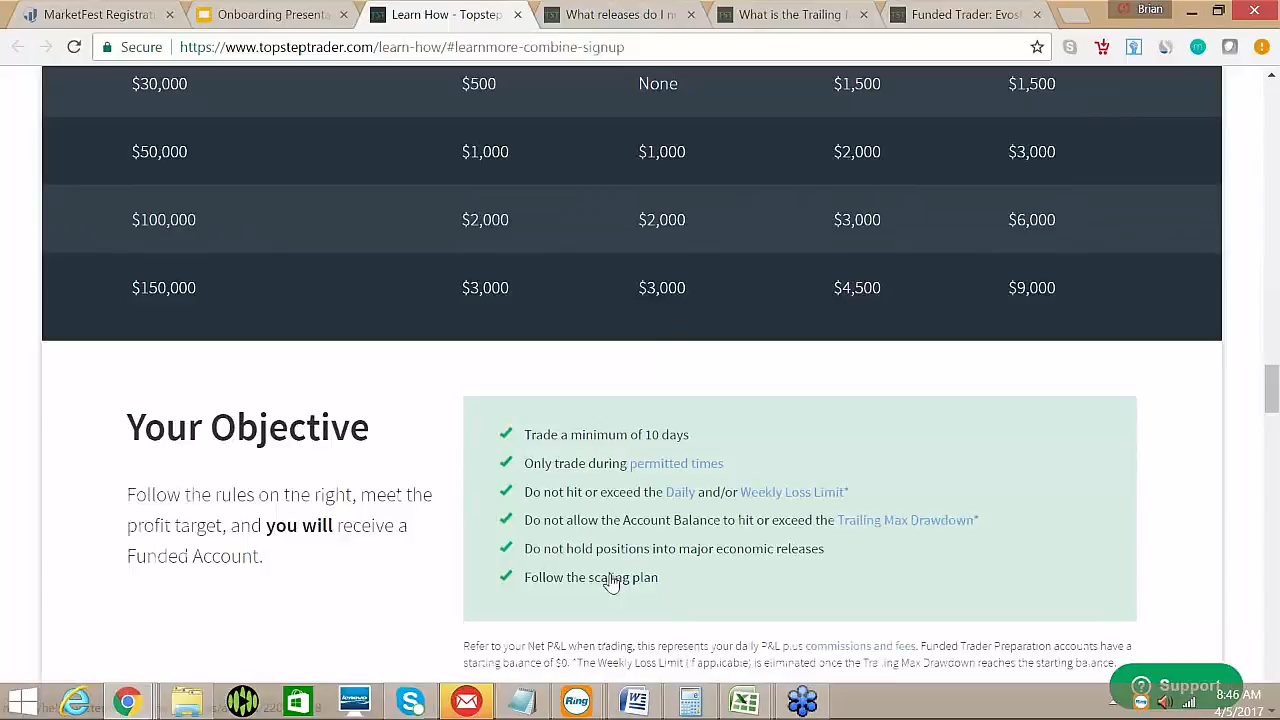 MarketFest Registrat
Onboarding Presenta
Learn How - Topstep
What releases do I n
What is the Trailing
Funded Trader: Evos
Brian
Secure
https://www.topsteptrader.com/learn-how/#learnmore-combine-signup
$30,000 $500 None $1,500 $1,500
$50,000 $1,000 $1,000 $2,000 $3,000
$100,000 $2,000 $2,000 $3,000 $6,000
$150,000 $3,000 $3,000 $4,500 $9,000
Your Objective
Follow the rules on the right, meet the
profit target, and you will receive a
Funded Account.
Trade a minimum of 10 days
Only trade during permitted times
Do not hit or exceed the Daily and/or Weekly Loss Limit*
Do not allow the Account Balance to hit or exceed the Trailing Max Drawdown*
Do not hold positions into major economic releases
Follow the scaling plan
Refer to your Net P&L when trading, this represents your daily P&L plus commissions and fees. Funded Trader Preparation accounts have a
starting balance of $0. *The Weekly Loss Limit (if applicable) is eliminated once the Trailing Max Drawdown reaches the starting balance.
Support
Ring
8:46 AM
4/5/2017